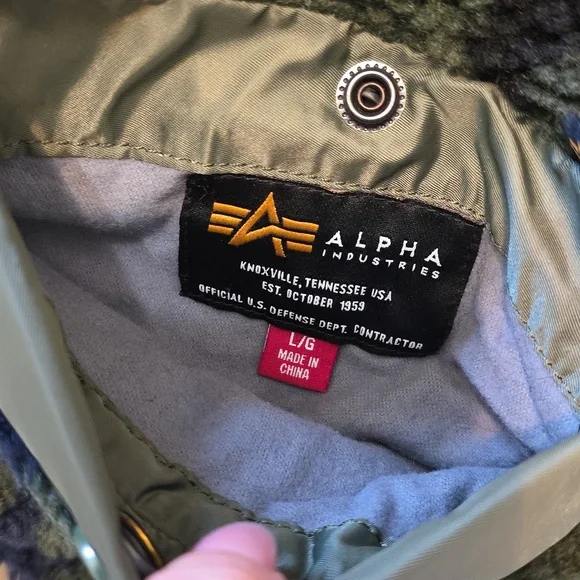 ALPHA
INDUSTRIES
KNOXVILLE, TENNESSEE USA
EST. OCTOBER 1959
OFFICIAL U.S. DEFENSE DEPT. CONTRACTOR
L/G
MADE IN
CHINA